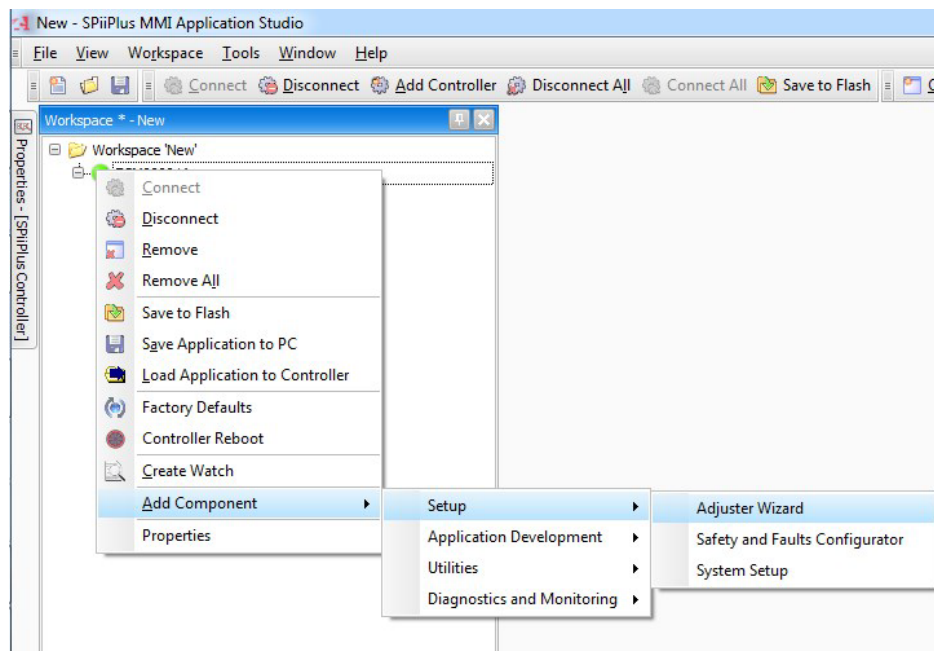 New - SPiiPlus MMI Application Studio
File View Workspace Tools Window Help
Connect Disconnect Add Controller Disconnect All Connect All Save to Flash
Workspace * - New
Properties - [SPiiPlus Controller]
Workspace 'New'
Connect
Disconnect
Remove
Remove All
Save to Flash
Save Application to PC
Load Application to Controller
Factory Defaults
Controller Reboot
Create Watch
Add Component
Properties
Setup
Application Development
Utilities
Diagnostics and Monitoring
Adjuster Wizard
Safety and Faults Configurator
System Setup